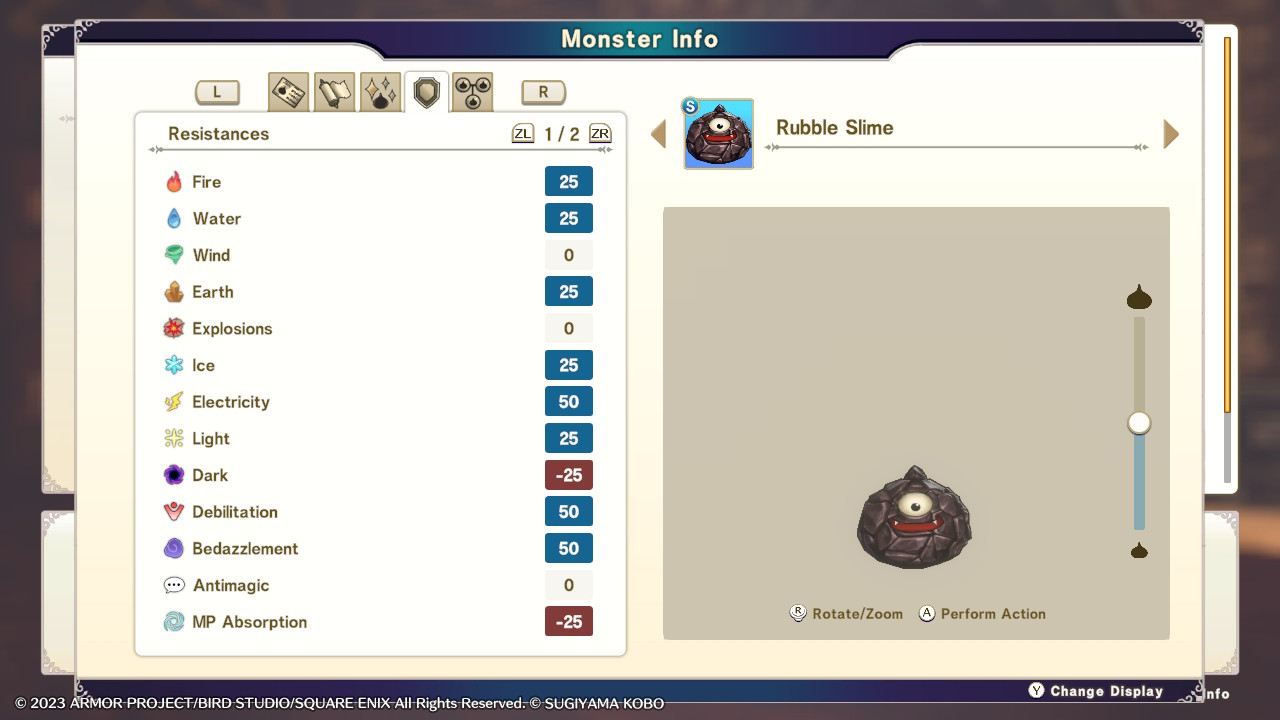 Monster Info
L
R
Resistances
ZL 1 / 2 ZR
Fire 25
Water 25
Wind 0
Earth 25
Explosions 0
Ice 25
Electricity 50
Light 25
Dark -25
Debilitation 50
Bedazzlement 50
Antimagic 0
MP Absorption -25
S
Rubble Slime
R Rotate/Zoom A Perform Action
Y Change Display
Info
© 2023 ARMOR PROJECT/BIRD STUDIO/SQUARE ENIX All Rights Reserved. © SUGIYAMA KOBO